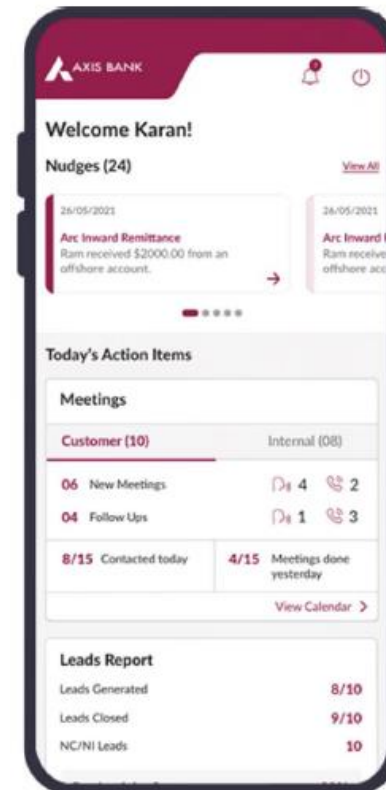 AXIS BANK
Welcome Karan!
Nudges (24) View All
26/05/2021
Arc Inward Remittance
Ram received $2000.00 from an
offshore account.
26/05/2021
Arc Inward
Ram receive
offshore acc
Today's Action Items
Meetings
Customer (10) Internal (08)
06 New Meetings 4 2
04 Follow Ups 1 3
8/15 Contacted today 4/15 Meetings done
yesterday
View Calendar >
Leads Report
Leads Generated 8/10
Leads Closed 9/10
NC/NI Leads 10